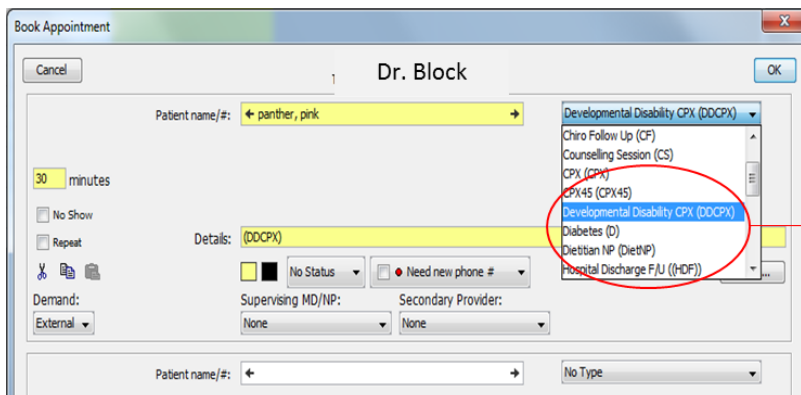 Book Appointment
Cancel
Dr. Block
OK
Patient name/#:
panther, pink
Developmental Disability CPX (DDCPX)
Chiro Follow Up (CF)
Counselling Session (CS)
CPX (CPX)
CPX45 (CPX45)
Developmental Disability CPX (DDCPX)
Diabetes (D)
Dietitian NP (DietNP)
Hospital Discharge F/U ((HDF))
30 minutes
No Show
Repeat
Details:
(DDCPX)
No Status
Need new phone #
...
Demand:
Supervising MD/NP:
Secondary Provider:
External
None
None
Patient name/#:
No Type